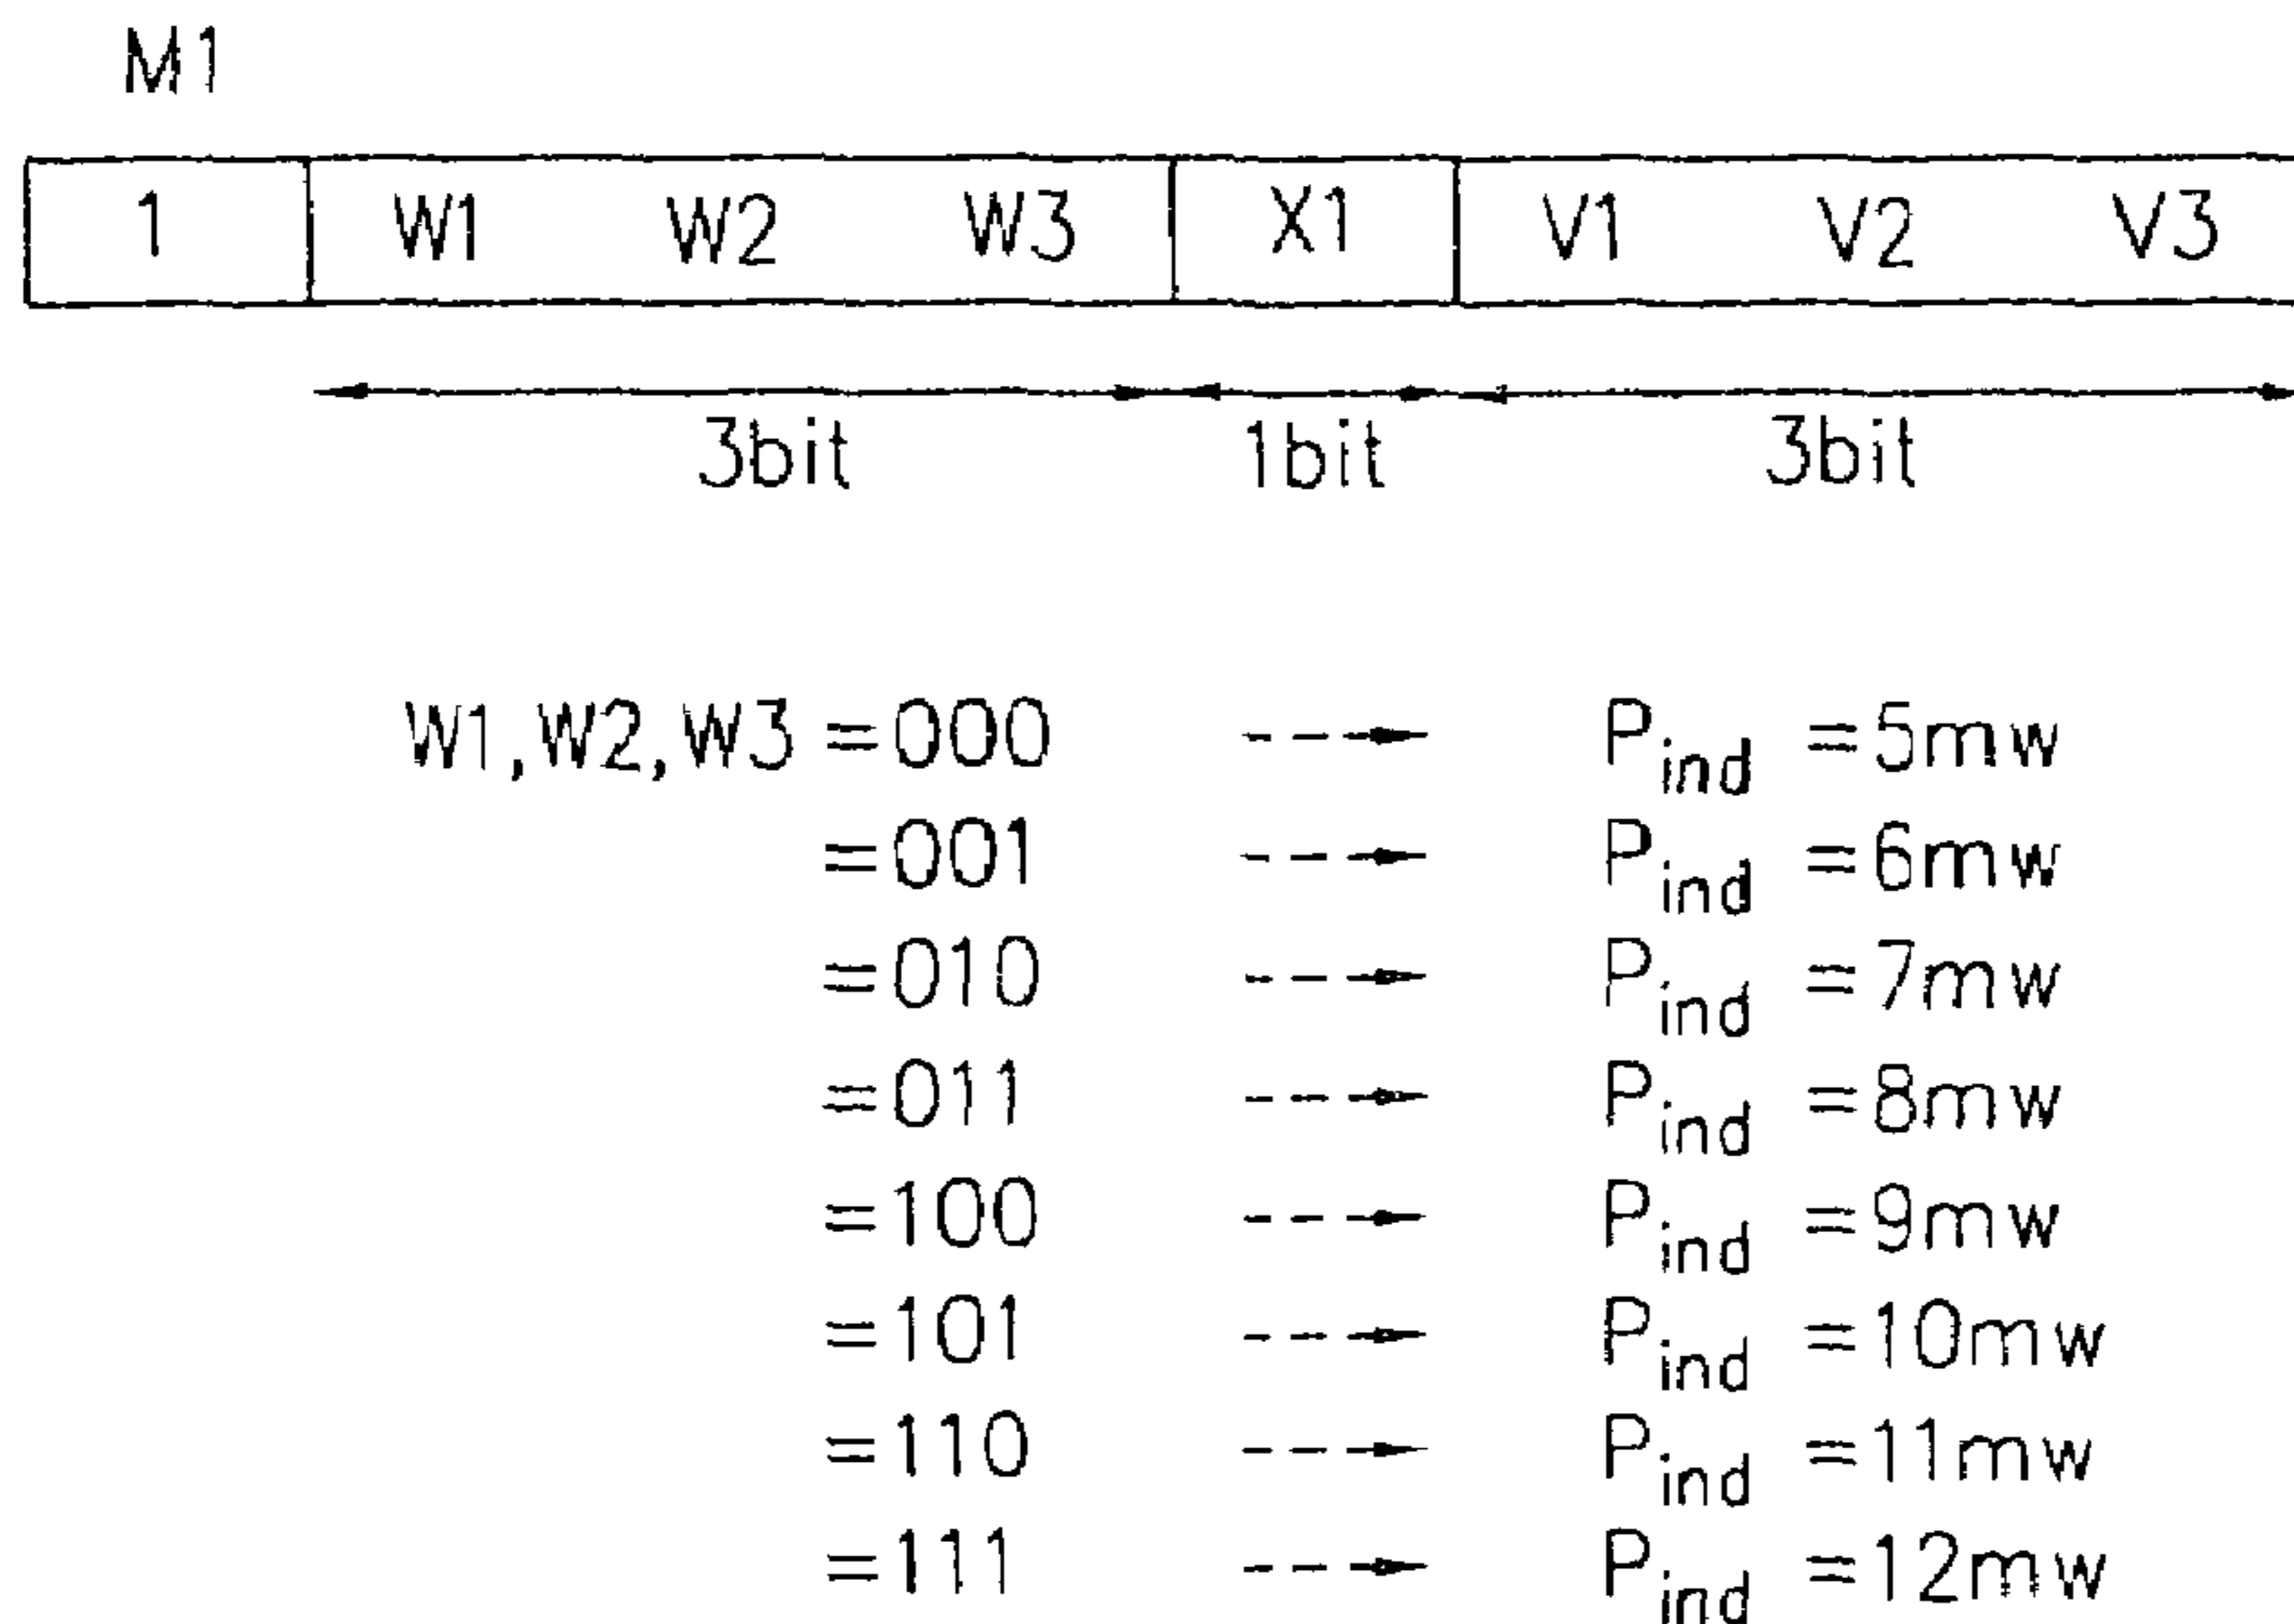 M1
1 W1 W2 W3 X1 V1 V2 V3
3bit 1bit 3bit
W1,W2,W3 =000 Pind =5mw
=001 Pind =6mw
=010 Pind =7mw
=011 Pind =8mw
=100 Pind =9mw
=101 Pind =10mw
=110 Pind =11mw
=111 Pind =12mw